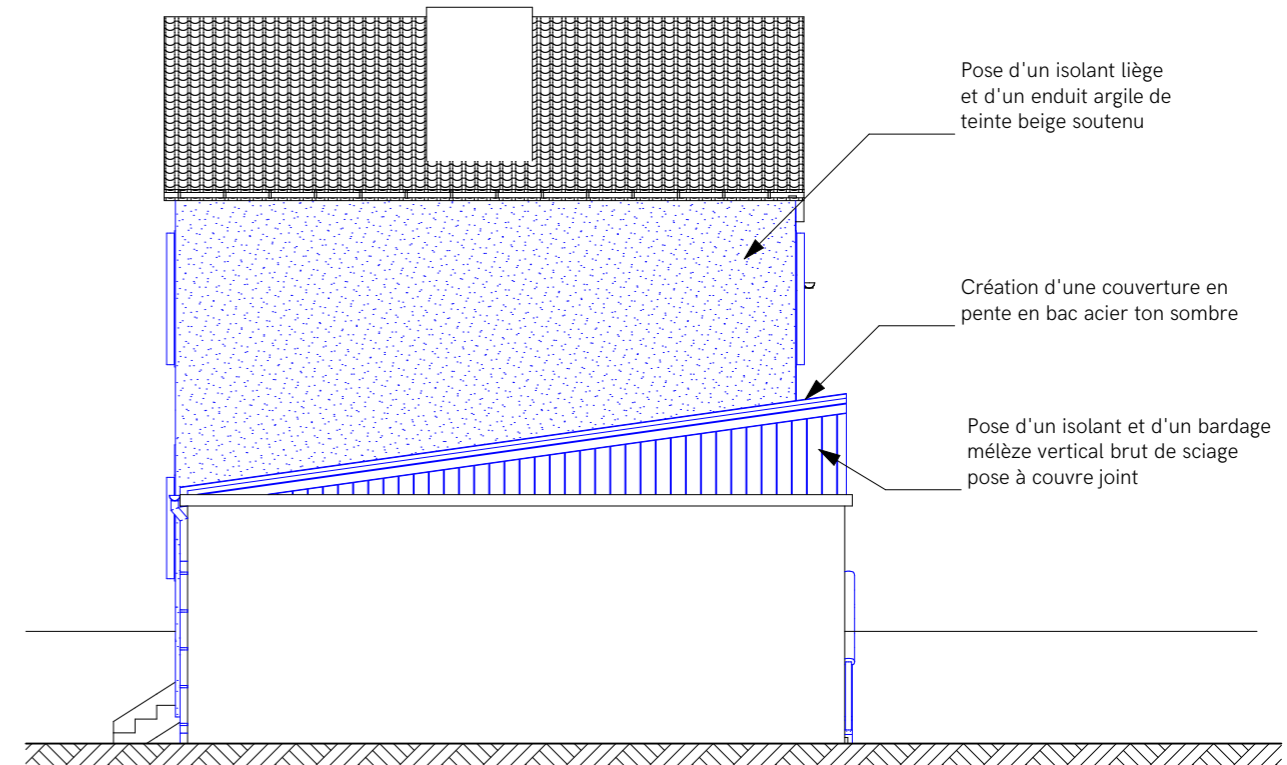 Pose d'un isolant liège
et d'un enduit argile de
teinte beige soutenu
Création d'une couverture en
pente en bac acier ton sombre
Pose d'un isolant et d'un bardage
mélèze vertical brut de sciage
pose à couvre joint